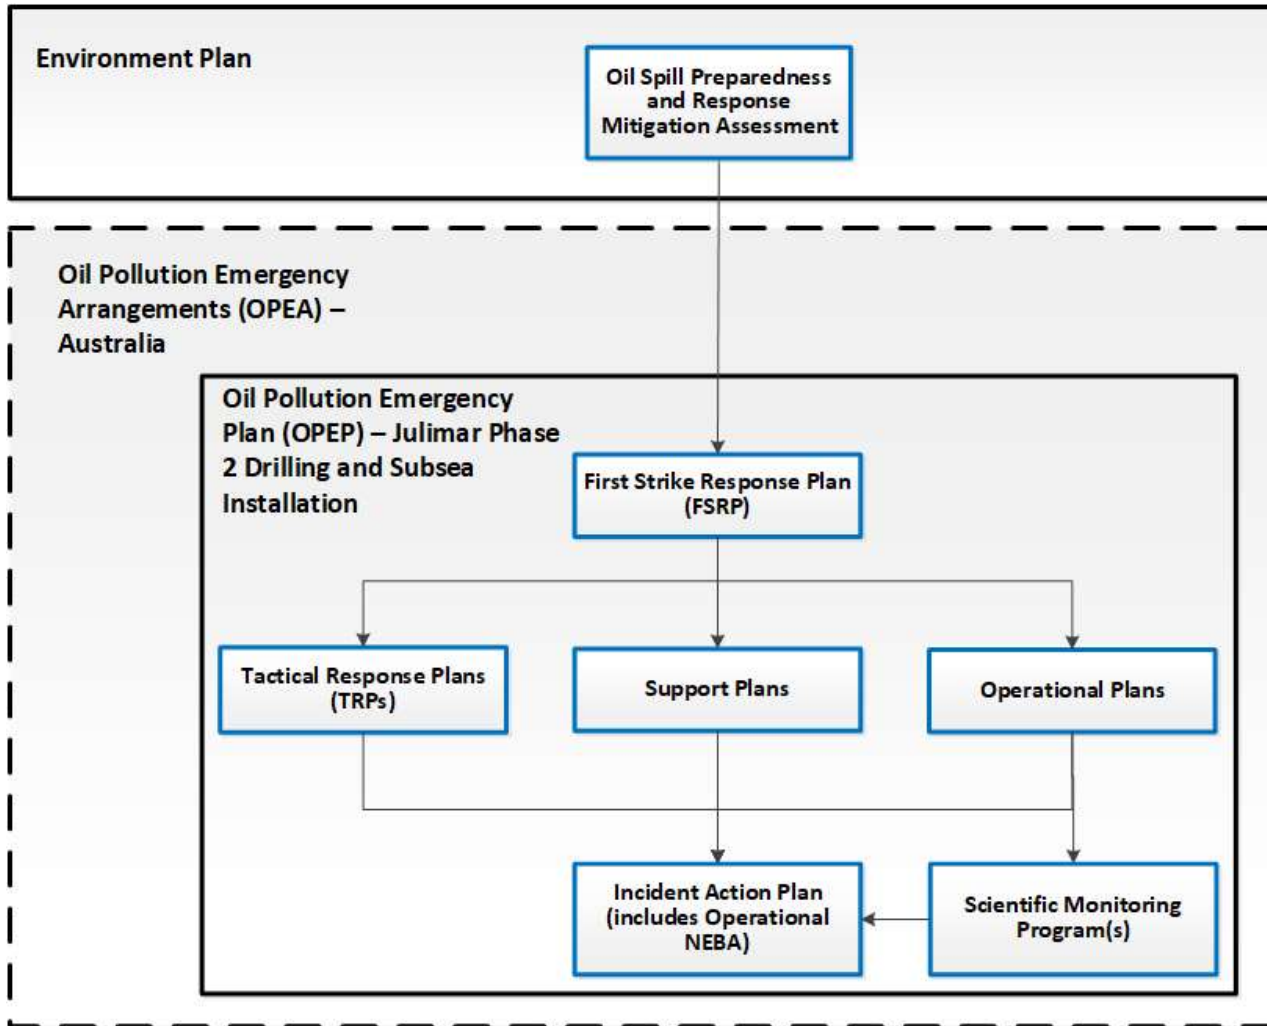 Environment Plan
Oil Spill Preparedness
and Response
Mitigation Assessment
Oil Pollution Emergency
Arrangements (OPEA) –
Australia
Oil Pollution Emergency
Plan (OPEP) – Julimar Phase
2 Drilling and Subsea
Installation
First Strike Response Plan
(FSRP)
Tactical Response Plans
(TRPs)
Support Plans
Operational Plans
Incident Action Plan
(includes Operational
NEBA)
Scientific Monitoring
Program(s)